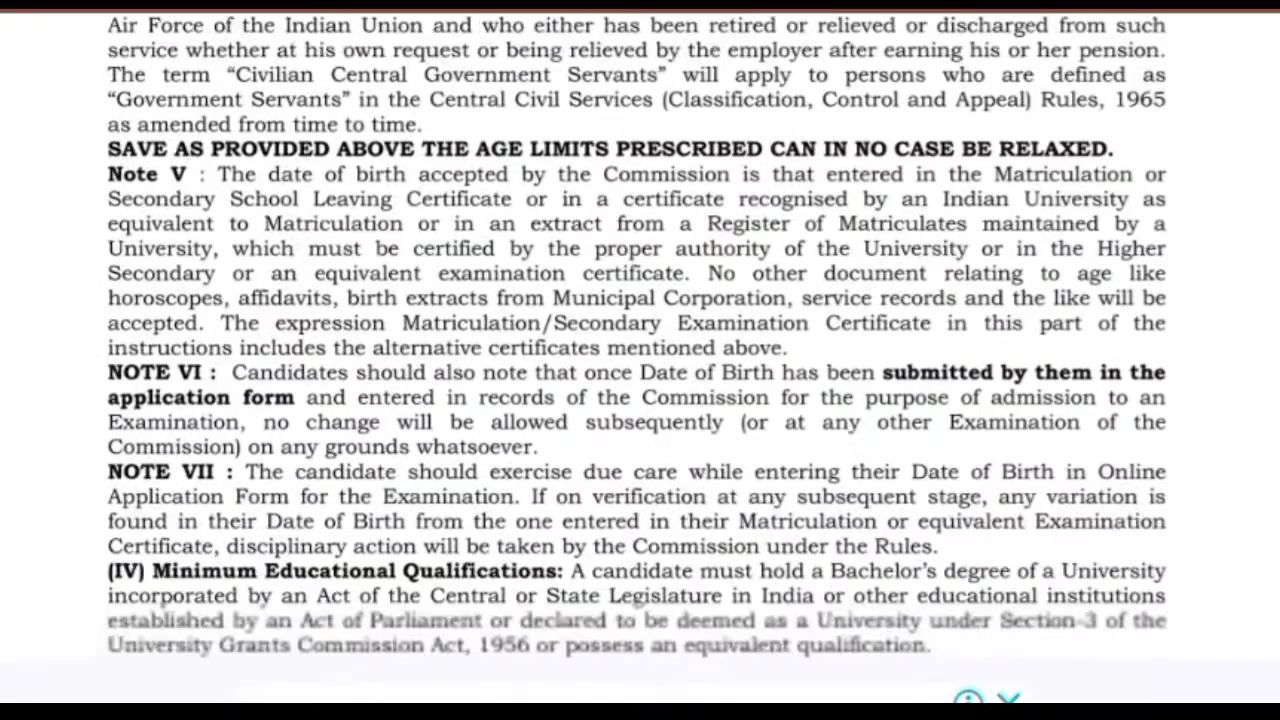 Air Force of the Indian Union and who either has been retired or relieved or discharged from such
service whether at his own request or being relieved by the employer after earning his or her pension.
The term “Civilian Central Government Servants” will apply to persons who are defined as
“Government Servants” in the Central Civil Services (Classification, Control and Appeal) Rules, 1965
as amended from time to time.
SAVE AS PROVIDED ABOVE THE AGE LIMITS PRESCRIBED CAN IN NO CASE BE RELAXED.
Note V : The date of birth accepted by the Commission is that entered in the Matriculation or
Secondary School Leaving Certificate or in a certificate recognised by an Indian University as
equivalent to Matriculation or in an extract from a Register of Matriculates maintained by a
University, which must be certified by the proper authority of the University or in the Higher
Secondary or an equivalent examination certificate. No other document relating to age like
horoscopes, affidavits, birth extracts from Municipal Corporation, service records and the like will be
accepted. The expression Matriculation/Secondary Examination Certificate in this part of the
instructions includes the alternative certificates mentioned above.
NOTE VI : Candidates should also note that once Date of Birth has been submitted by them in the
application form and entered in records of the Commission for the purpose of admission to an
Examination, no change will be allowed subsequently (or at any other Examination of the
Commission) on any grounds whatsoever.
NOTE VII : The candidate should exercise due care while entering their Date of Birth in Online
Application Form for the Examination. If on verification at any subsequent stage, any variation is
found in their Date of Birth from the one entered in their Matriculation or equivalent Examination
Certificate, disciplinary action will be taken by the Commission under the Rules.
(IV) Minimum Educational Qualifications: A candidate must hold a Bachelor’s degree of a University
incorporated by an Act of the Central or State Legislature in India or other educational institutions
established by an Act of Parliament or declared to be deemed as a University under Section-3 of the
University Grants Commission Act, 1956 or possess an equivalent qualification.